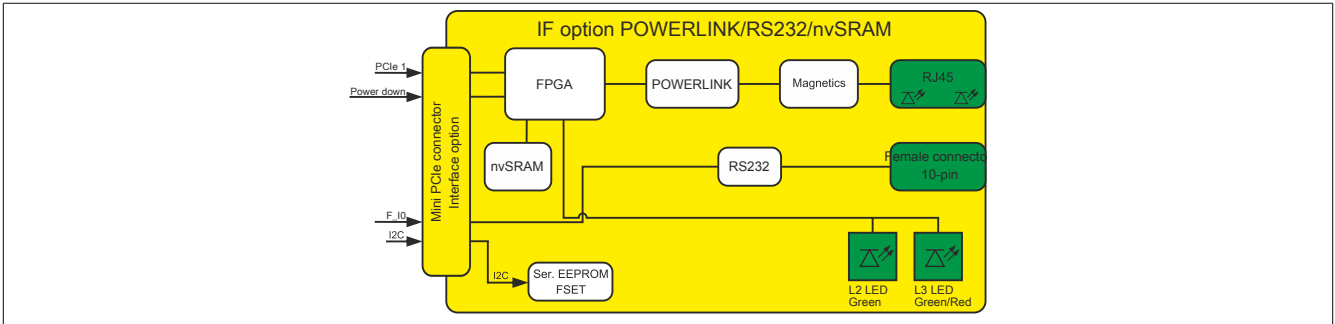 IF option POWERLINK/RS232/nvSRAM
PCIe 1
Power down
F_I0
I2C
Mini PCIe connector
Interface option
FPGA
POWERLINK
Magnetics
RJ45
nvSRAM
RS232
Female connector
10-pin
I2C
Ser. EEPROM
FSET
L2 LED
Green
L3 LED
Green/Red